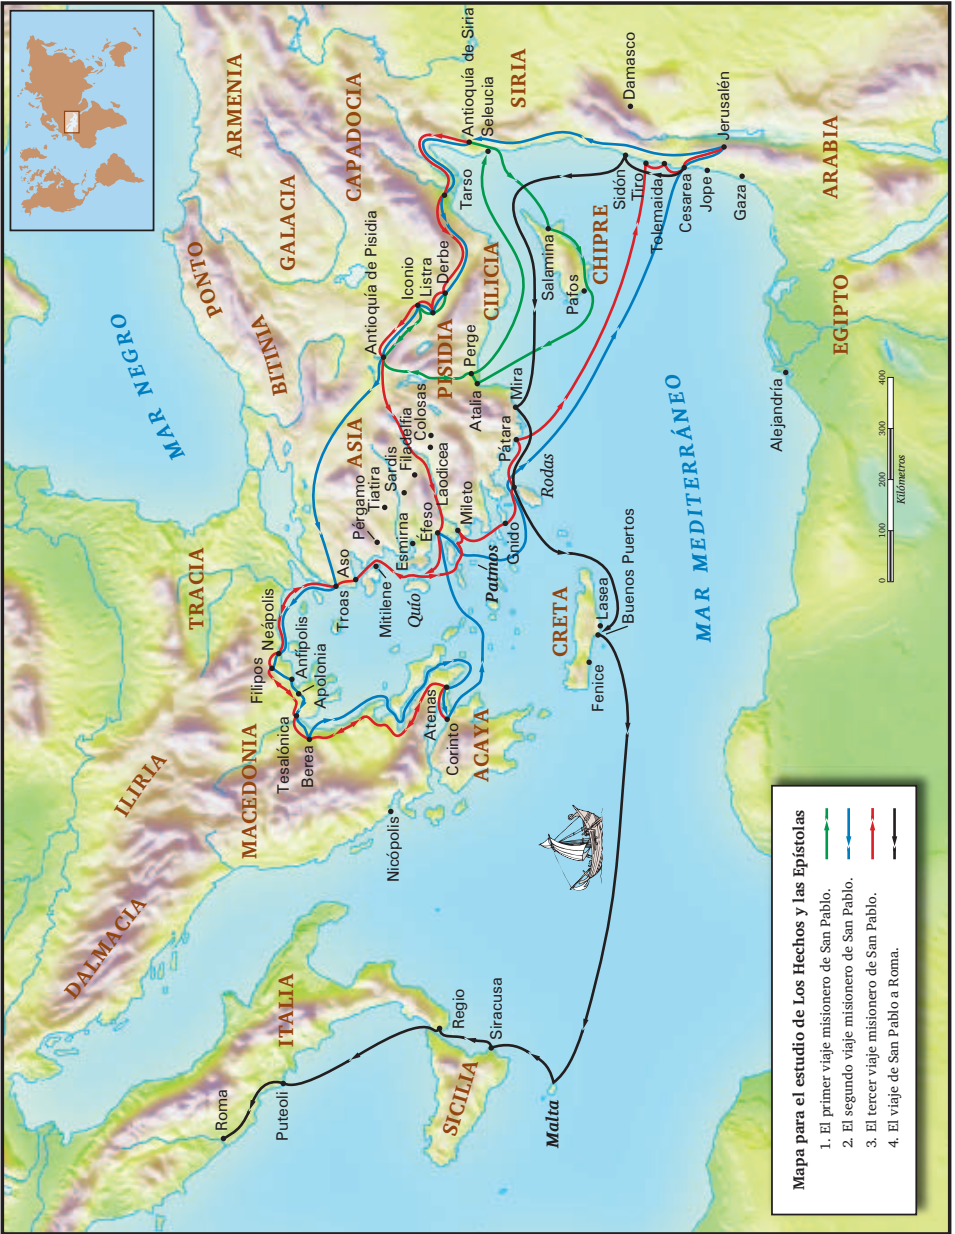 MAR NEGRO
PONTO
GALACIA
ARMENIA
CAPADOCIA
BITINIA
TRACIA
ILIRIA
DALMACIA
MACEDONIA
ITALIA
ASIA
PISIDIA
CILICIA
SIRIA
CHIPRE
ARABIA
EGIPTO
CRETA
ACAYA
SICILIA
MAR MEDITERRÁNEO
Roma
Puteoli
Regio
Siracusa
Malta
Nicópolis
Tesalónica
Berea
Filipos
Neápolis
Anfípolis
Apolonia
Atenas
Corinto
Troas
Aso
Mitilene
Quío
Pérgamo
Tiatira
Sardis
Filadelfia
Esmirna
Éfeso
Laodicea
Colosas
Mileto
Patmos
Gnido
Rodas
Pátara
Mira
Atalia
Perge
Antioquía de Pisidia
Iconio
Listra
Derbe
Tarso
Antioquía de Siria
Seleucia
Salamina
Pafos
Damasco
Sidón
Tiro
Tolemaida
Cesarea
Jope
Jerusalén
Gaza
Alejandría
Fenice
Lasea
Buenos Puertos
0 100 200 300 400
Kilómetros
Mapa para el estudio de Los Hechos y las Epístolas
1. El primer viaje misionero de San Pablo.
2. El segundo viaje misionero de San Pablo.
3. El tercer viaje misionero de San Pablo.
4. El viaje de San Pablo a Roma.